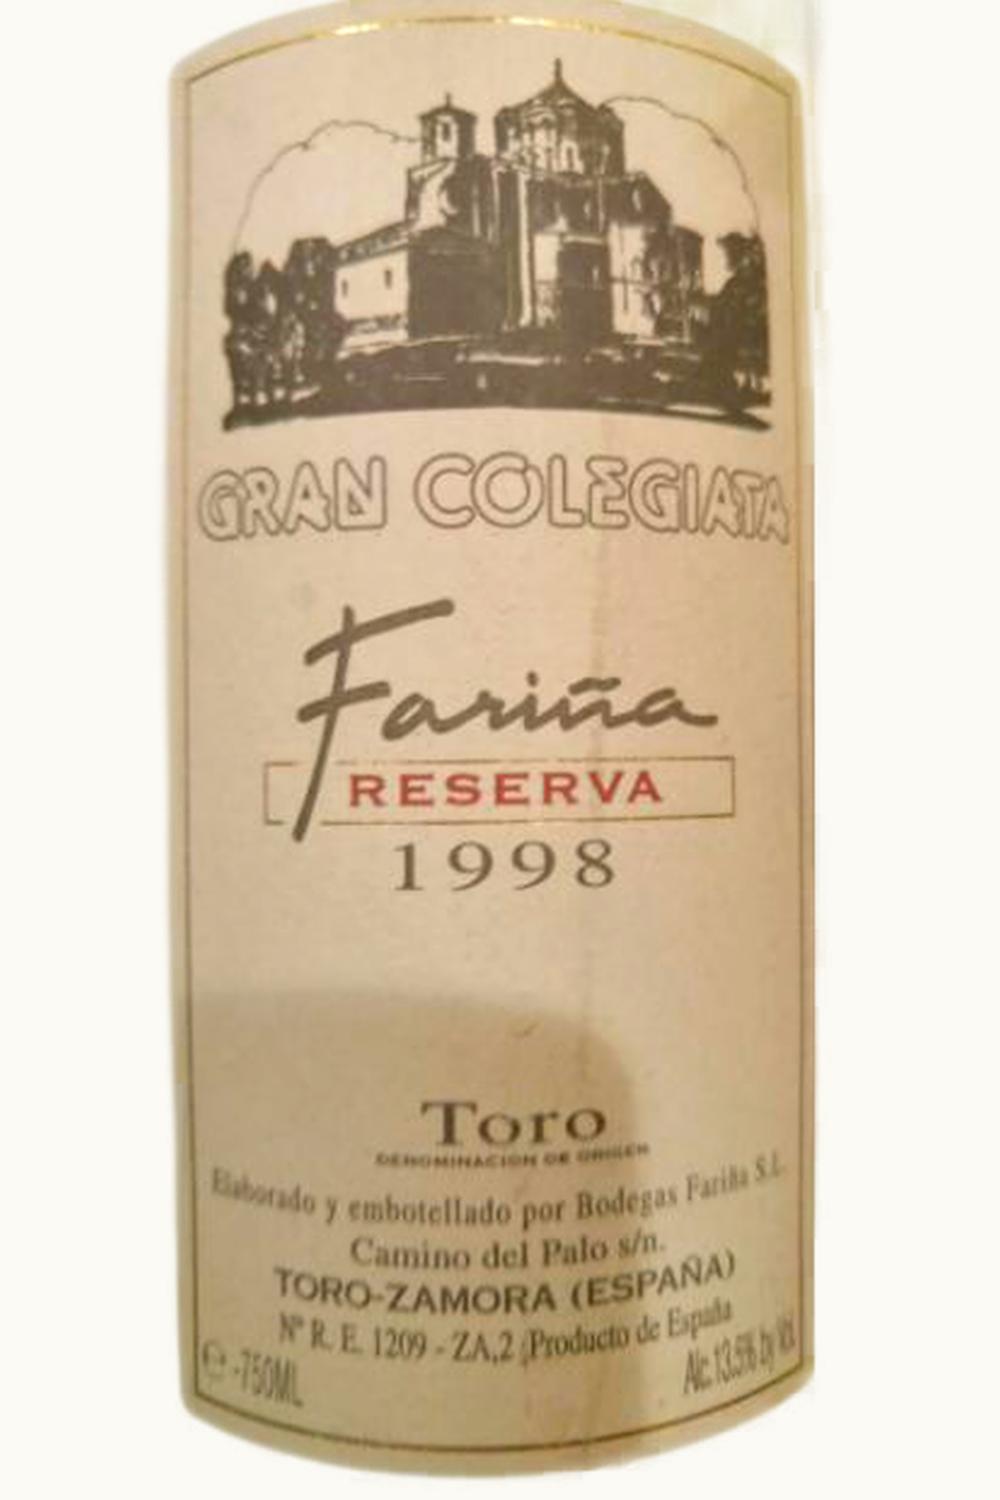 GRAN COLEGIATA
Fariña
RESERVA
1998
Toro
DENOMINACION DE ORIGEN
Elaborado y embotellado por Bodegas Fariña S.L.
Camino del Palo s/n.
TORO-ZAMORA (ESPAÑA)
Nº R. E. 1209 - ZA,2 Producto de España
e -750ML Alc.13.5% by Vol.